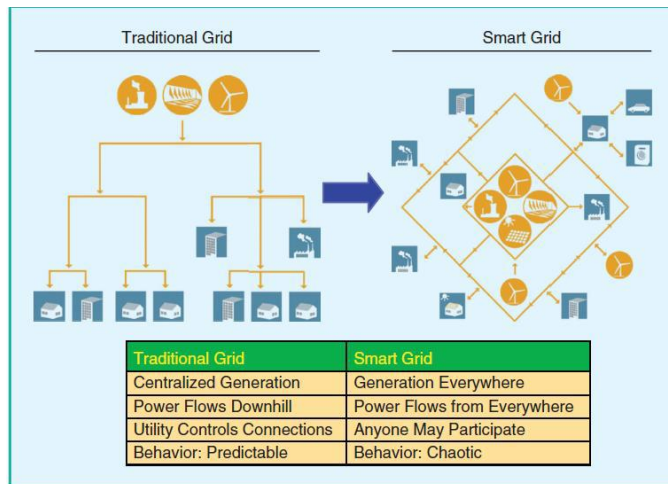 Traditional Grid
Smart Grid
Traditional Grid Smart Grid
Centralized Generation Generation Everywhere
Power Flows Downhill Power Flows from Everywhere
Utility Controls Connections Anyone May Participate
Behavior: Predictable Behavior: Chaotic